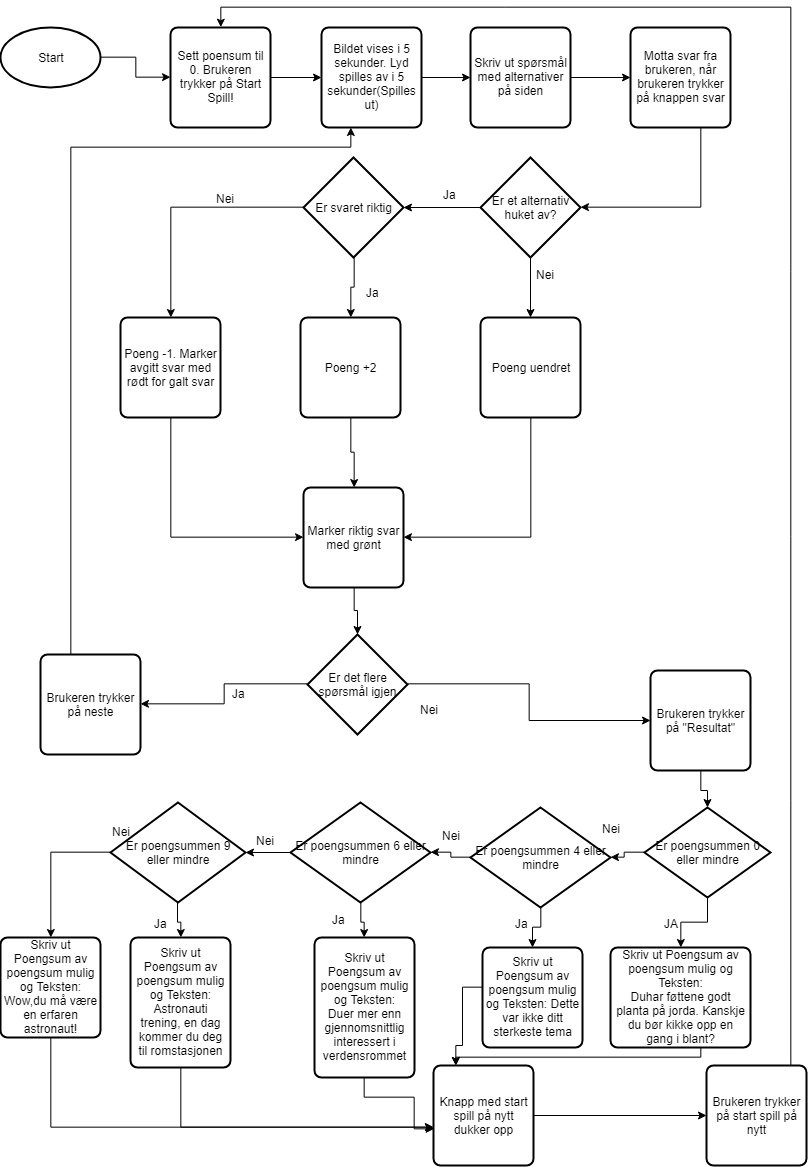 Start
Sett poensum til
0. Brukeren
trykker på Start
Spill!
Bildet vises i 5
sekunder. Lyd
spilles av i 5
sekunder(Spilles
ut)
Skriv ut spørsmål
med alternativer
på siden
Motta svar fra
brukeren, når
brukeren trykker
på knappen svar
Nei
Er svaret riktig
Ja
Er et alternativ
huket av?
Ja
Nei
Poeng -1. Marker
avgitt svar med
rødt for galt svar
Poeng +2
Poeng uendret
Marker riktig svar
med grønt
Brukeren trykker
på neste
Ja
Er det flere
spørsmål igjen
Nei
Brukeren trykker
på "Resultat"
Nei
Er poengsummen 9
eller mindre
Nei
Er poengsummen 6 eller
mindre
Nei
Er poengsummen 4 eller
mindre
Nei
Er poengsummen 0
eller mindre
Ja
Ja
Ja
JA
Skriv ut
Poengsum av
poengsum mulig
og Teksten:
Wow,du må være
en erfaren
astronaut!
Skriv ut
Poengsum av
poengsum mulig
og Teksten:
Astronauti
trening, en dag
kommer du deg
til romstasjonen
Skriv ut
Poengsum av
poengsum mulig
og Teksten:
Duer mer enn
gjennomsnittlig
interessert i
verdensrommet
Skriv ut
Poengsum av
poengsum mulig
og Teksten: Dette
var ikke ditt
sterkeste tema
Skriv ut Poengsum av
poengsum mulig og
Teksten:
Duhar føttene godt
planta på jorda. Kanskje
du bør kikke opp en
gang i blant?
Knapp med start
spill på nytt
dukker opp
Brukeren trykker
på start spill på
nytt